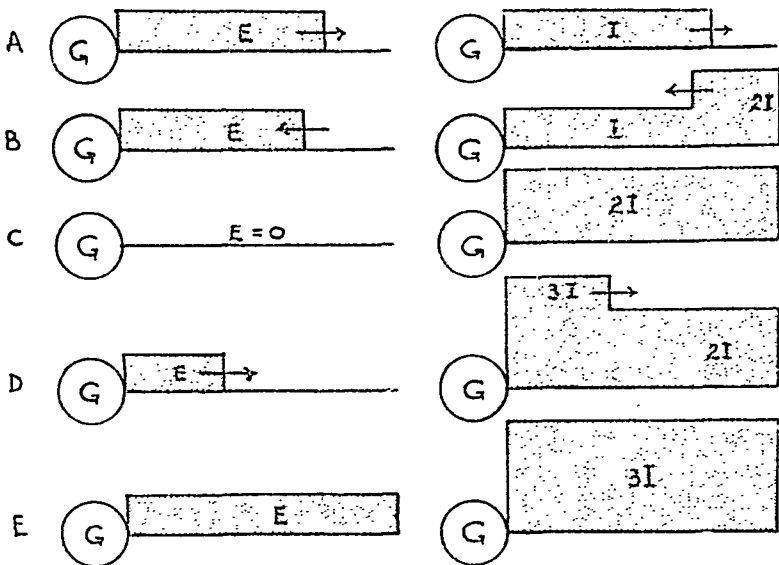 A G E → G I →
B G E ← G I ← 2I
C G E = 0 G 2I
D G E → G 3I → 2I
E G E G 3I